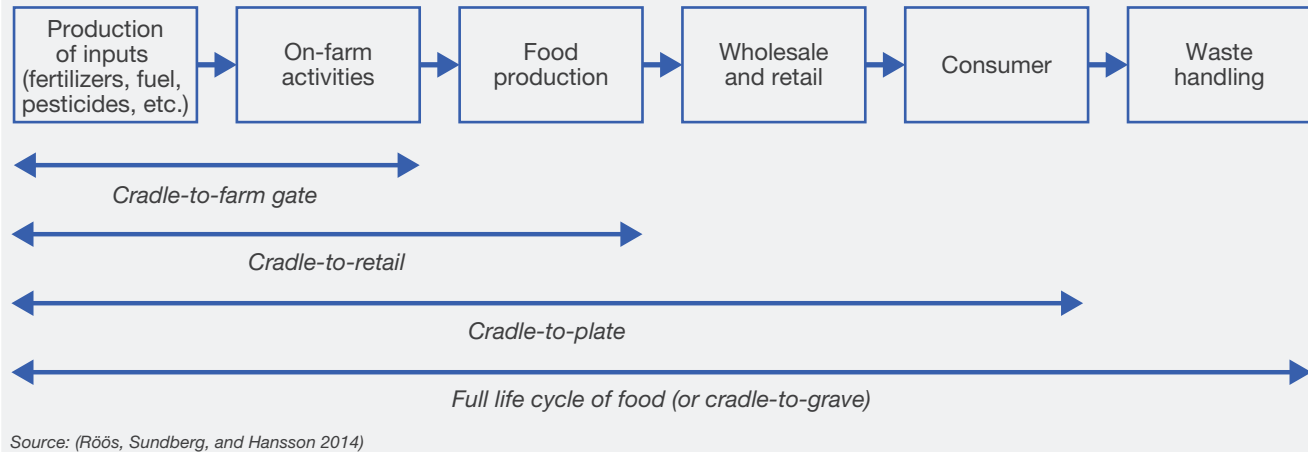 Production
of inputs
(fertilizers, fuel,
pesticides, etc.)
On-farm
activities
Food
production
Wholesale
and retail
Consumer
Waste
handling
Cradle-to-farm gate
Cradle-to-retail
Cradle-to-plate
Full life cycle of food (or cradle-to-grave)
Source: (Röös, Sundberg, and Hansson 2014)